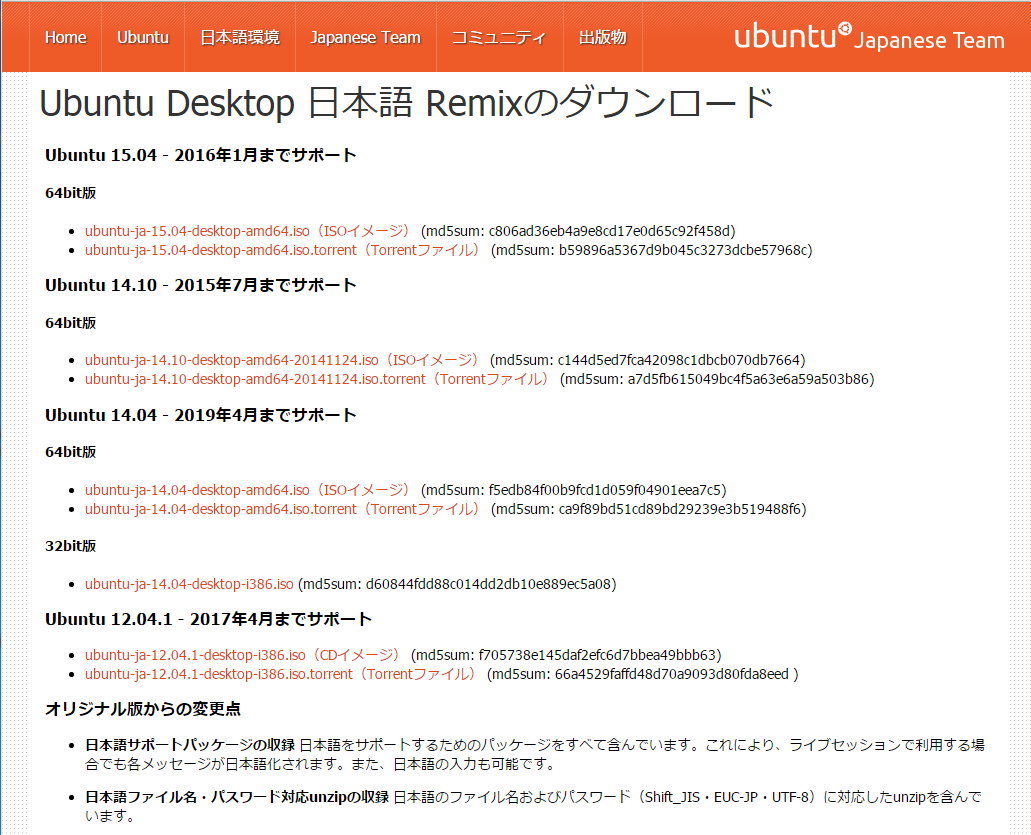 Home Ubuntu 日本語環境 Japanese Team コミュニティ 出版物 ubuntu Japanese Team
Ubuntu Desktop 日本語 Remixのダウンロード
Ubuntu 15.04 - 2016年1月までサポート
64bit版
ubuntu-ja-15.04-desktop-amd64.iso（ISOイメージ） (md5sum: c806ad36eb4a9e8cd17e0d65c92f458d)
ubuntu-ja-15.04-desktop-amd64.iso.torrent（Torrentファイル） (md5sum: b59896a5367d9b045c3273dcbe57968c)
Ubuntu 14.10 - 2015年7月までサポート
64bit版
ubuntu-ja-14.10-desktop-amd64-20141124.iso（ISOイメージ） (md5sum: c144d5ed7fca42098c1dbcb070db7664)
ubuntu-ja-14.10-desktop-amd64-20141124.iso.torrent（Torrentファイル） (md5sum: a7d5fb615049bc4f5a63e6a59a503b86)
Ubuntu 14.04 - 2019年4月までサポート
64bit版
ubuntu-ja-14.04-desktop-amd64.iso（ISOイメージ） (md5sum: f5edb84f00b9fcd1d059f04901eea7c5)
ubuntu-ja-14.04-desktop-amd64.iso.torrent（Torrentファイル） (md5sum: ca9f89bd51cd89bd29239e3b519488f6)
32bit版
ubuntu-ja-14.04-desktop-i386.iso (md5sum: d60844fdd88c014dd2db10e889ec5a08)
Ubuntu 12.04.1 - 2017年4月までサポート
ubuntu-ja-12.04.1-desktop-i386.iso（CDイメージ） (md5sum: f705738e145daf2efc6d7bbea49bbb63)
ubuntu-ja-12.04.1-desktop-i386.iso.torrent（Torrentファイル） (md5sum: 66a4529faffd48d70a9093d80fda8eed )
オリジナル版からの変更点
日本語サポートパッケージの収録 日本語をサポートするためのパッケージをすべて含んでいます。これにより、ライブセッションで利用する場
合でも各メッセージが日本語化されます。また、日本語の入力も可能です。
日本語ファイル名・パスワード対応unzipの収録 日本語のファイル名およびパスワード（Shift_JIS・EUC-JP・UTF-8）に対応したunzipを含んで
います。